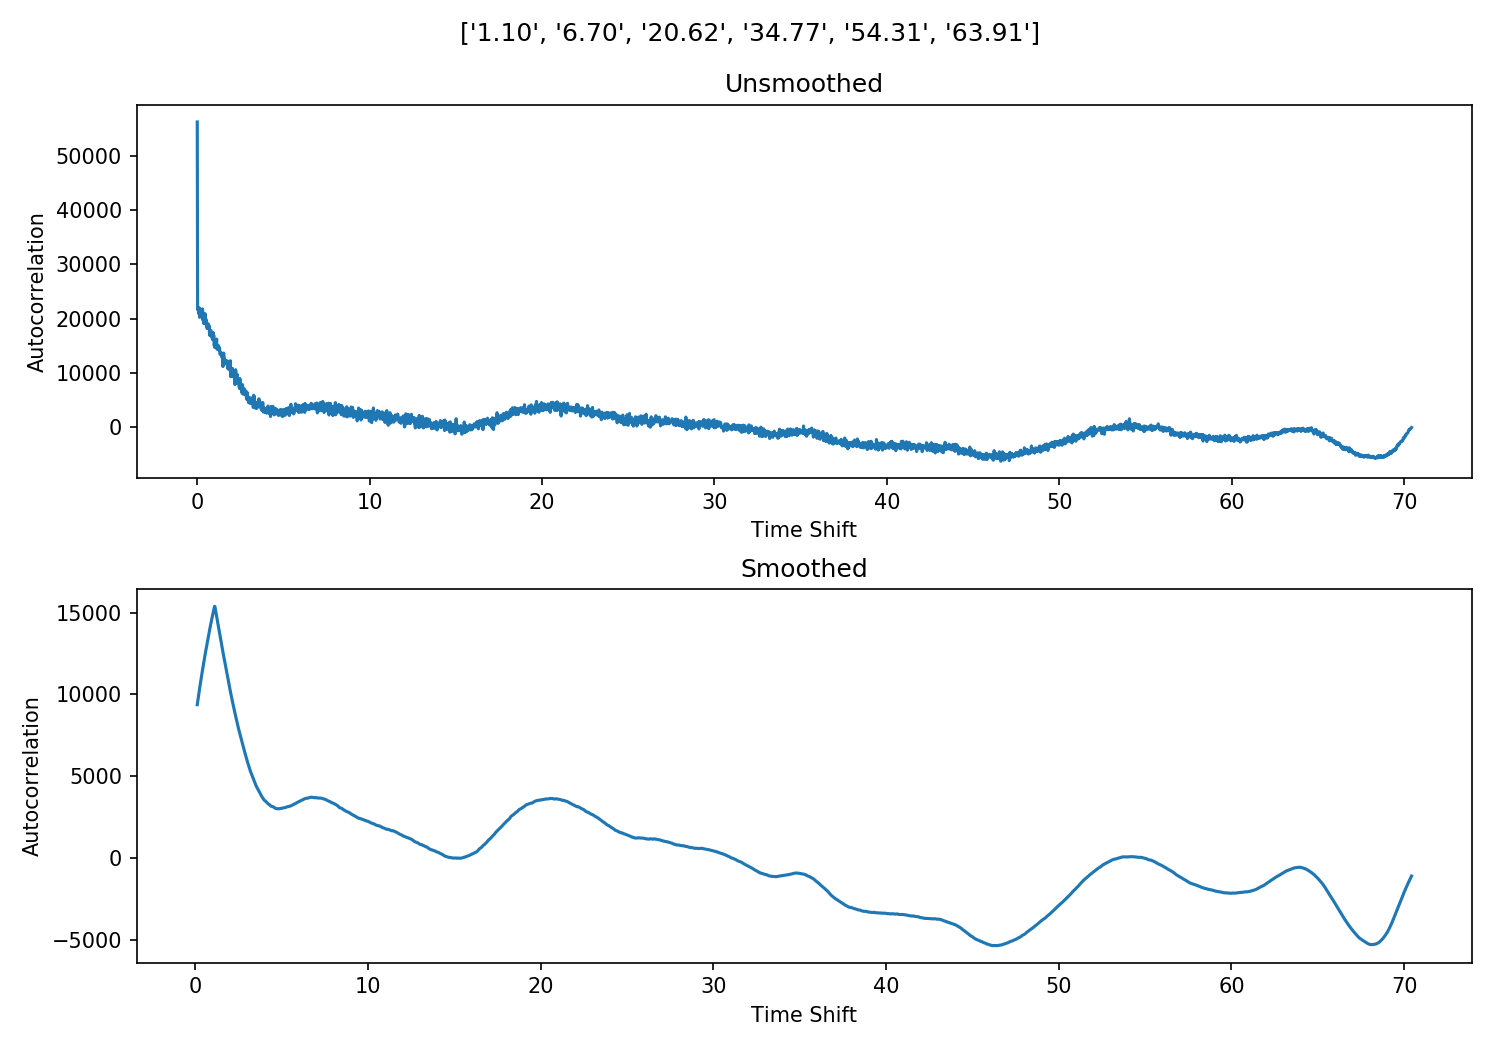 ['1.10', '6.70', '20.62', '34.77', '54.31', '63.91']
Unsmoothed
Autocorrelation
50000
40000
30000
20000
10000
0
0 10 20 30 40 50 60 70
Time Shift
Smoothed
Autocorrelation
15000
10000
5000
0
−5000
0 10 20 30 40 50 60 70
Time Shift